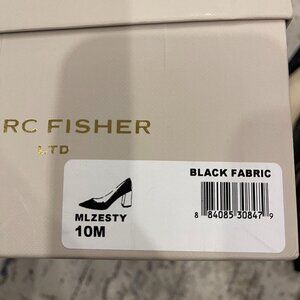 RC FISHER
LTD
BLACK FABRIC
MLZESTY
10M
8 84085 30847 9